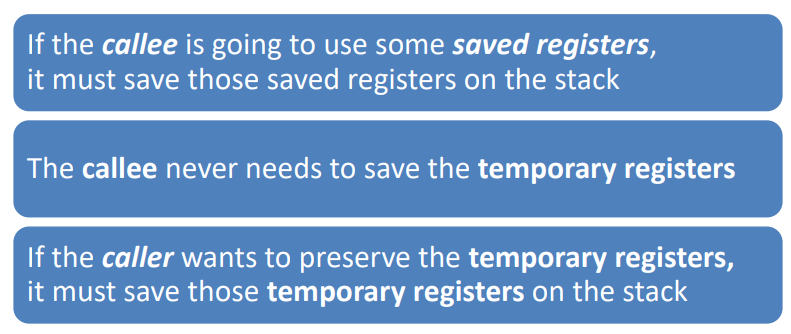 If the callee is going to use some saved registers,
it must save those saved registers on the stack
The callee never needs to save the temporary registers
If the caller wants to preserve the temporary registers,
it must save those temporary registers on the stack